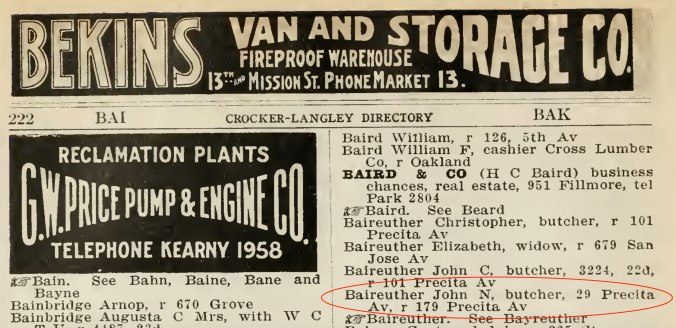 BEKINS VAN AND STORAGE CO.
FIREPROOF WAREHOUSE
13TH AND MISSION ST. PHONE MARKET 13.
222 BAI CROCKER-LANGLEY DIRECTORY BAK
RECLAMATION PLANTS
G.W. PRICE PUMP & ENGINE CO.
TELEPHONE KEARNY 1958
Bain. See Bahn, Baine, Bane and
Bayne
Bainbridge Arnop, r 670 Grove
Bainbridge Augusta C Mrs, with W C
Baird William, r 126, 5th Av
Baird William F, cashier Cross Lumber
Co, r Oakland
BAIRD & CO (H C Baird) business
chances, real estate, 951 Fillmore, tel
Park 2804
Baird. See Beard
Baireuther Christopher, butcher, r 101
Precita Av
Baireuther Elizabeth, widow, r 679 San
Jose Av
Baireuther John C, butcher, 3224, 22d,
r 101 Precita Av
Baireuther John N, butcher, 29 Precita
Av, r 179 Precita Av
Baireuther. See Bayreuther